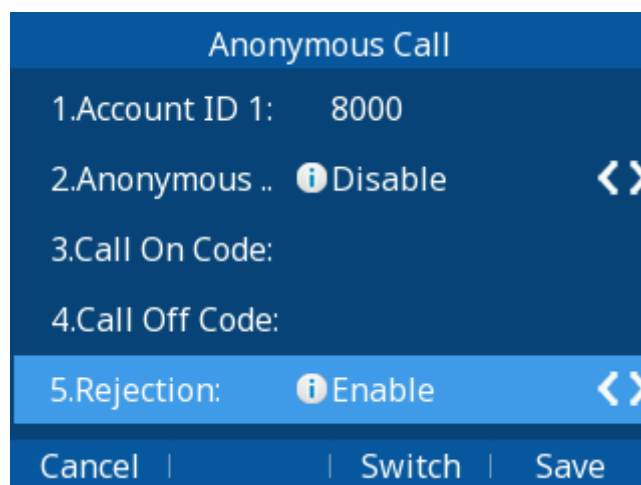 Anonymous Call
1.Account ID 1: 8000
2.Anonymous .. Disable
3.Call On Code:
4.Call Off Code:
5.Rejection: Enable
Cancel Switch Save